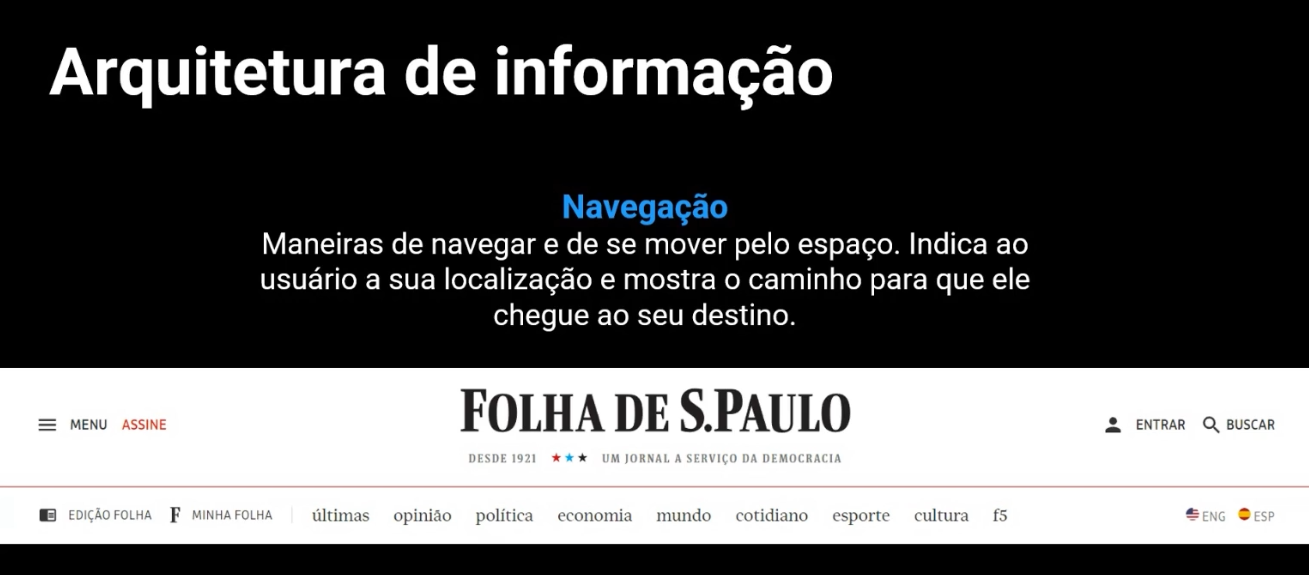 Arquitetura de informação
Navegação
Maneiras de navegar e de se mover pelo espaço. Indica ao
usuário a sua localização e mostra o caminho para que ele
chegue ao seu destino.
MENU ASSINE FOLHA DE S.PAULO ENTRAR BUSCAR
DESDE 1921 ★★★ UM JORNAL A SERVIÇO DA DEMOCRACIA
EDIÇÃO FOLHA F MINHA FOLHA últimas opinião política economia mundo cotidiano esporte cultura f5 ENG ESP